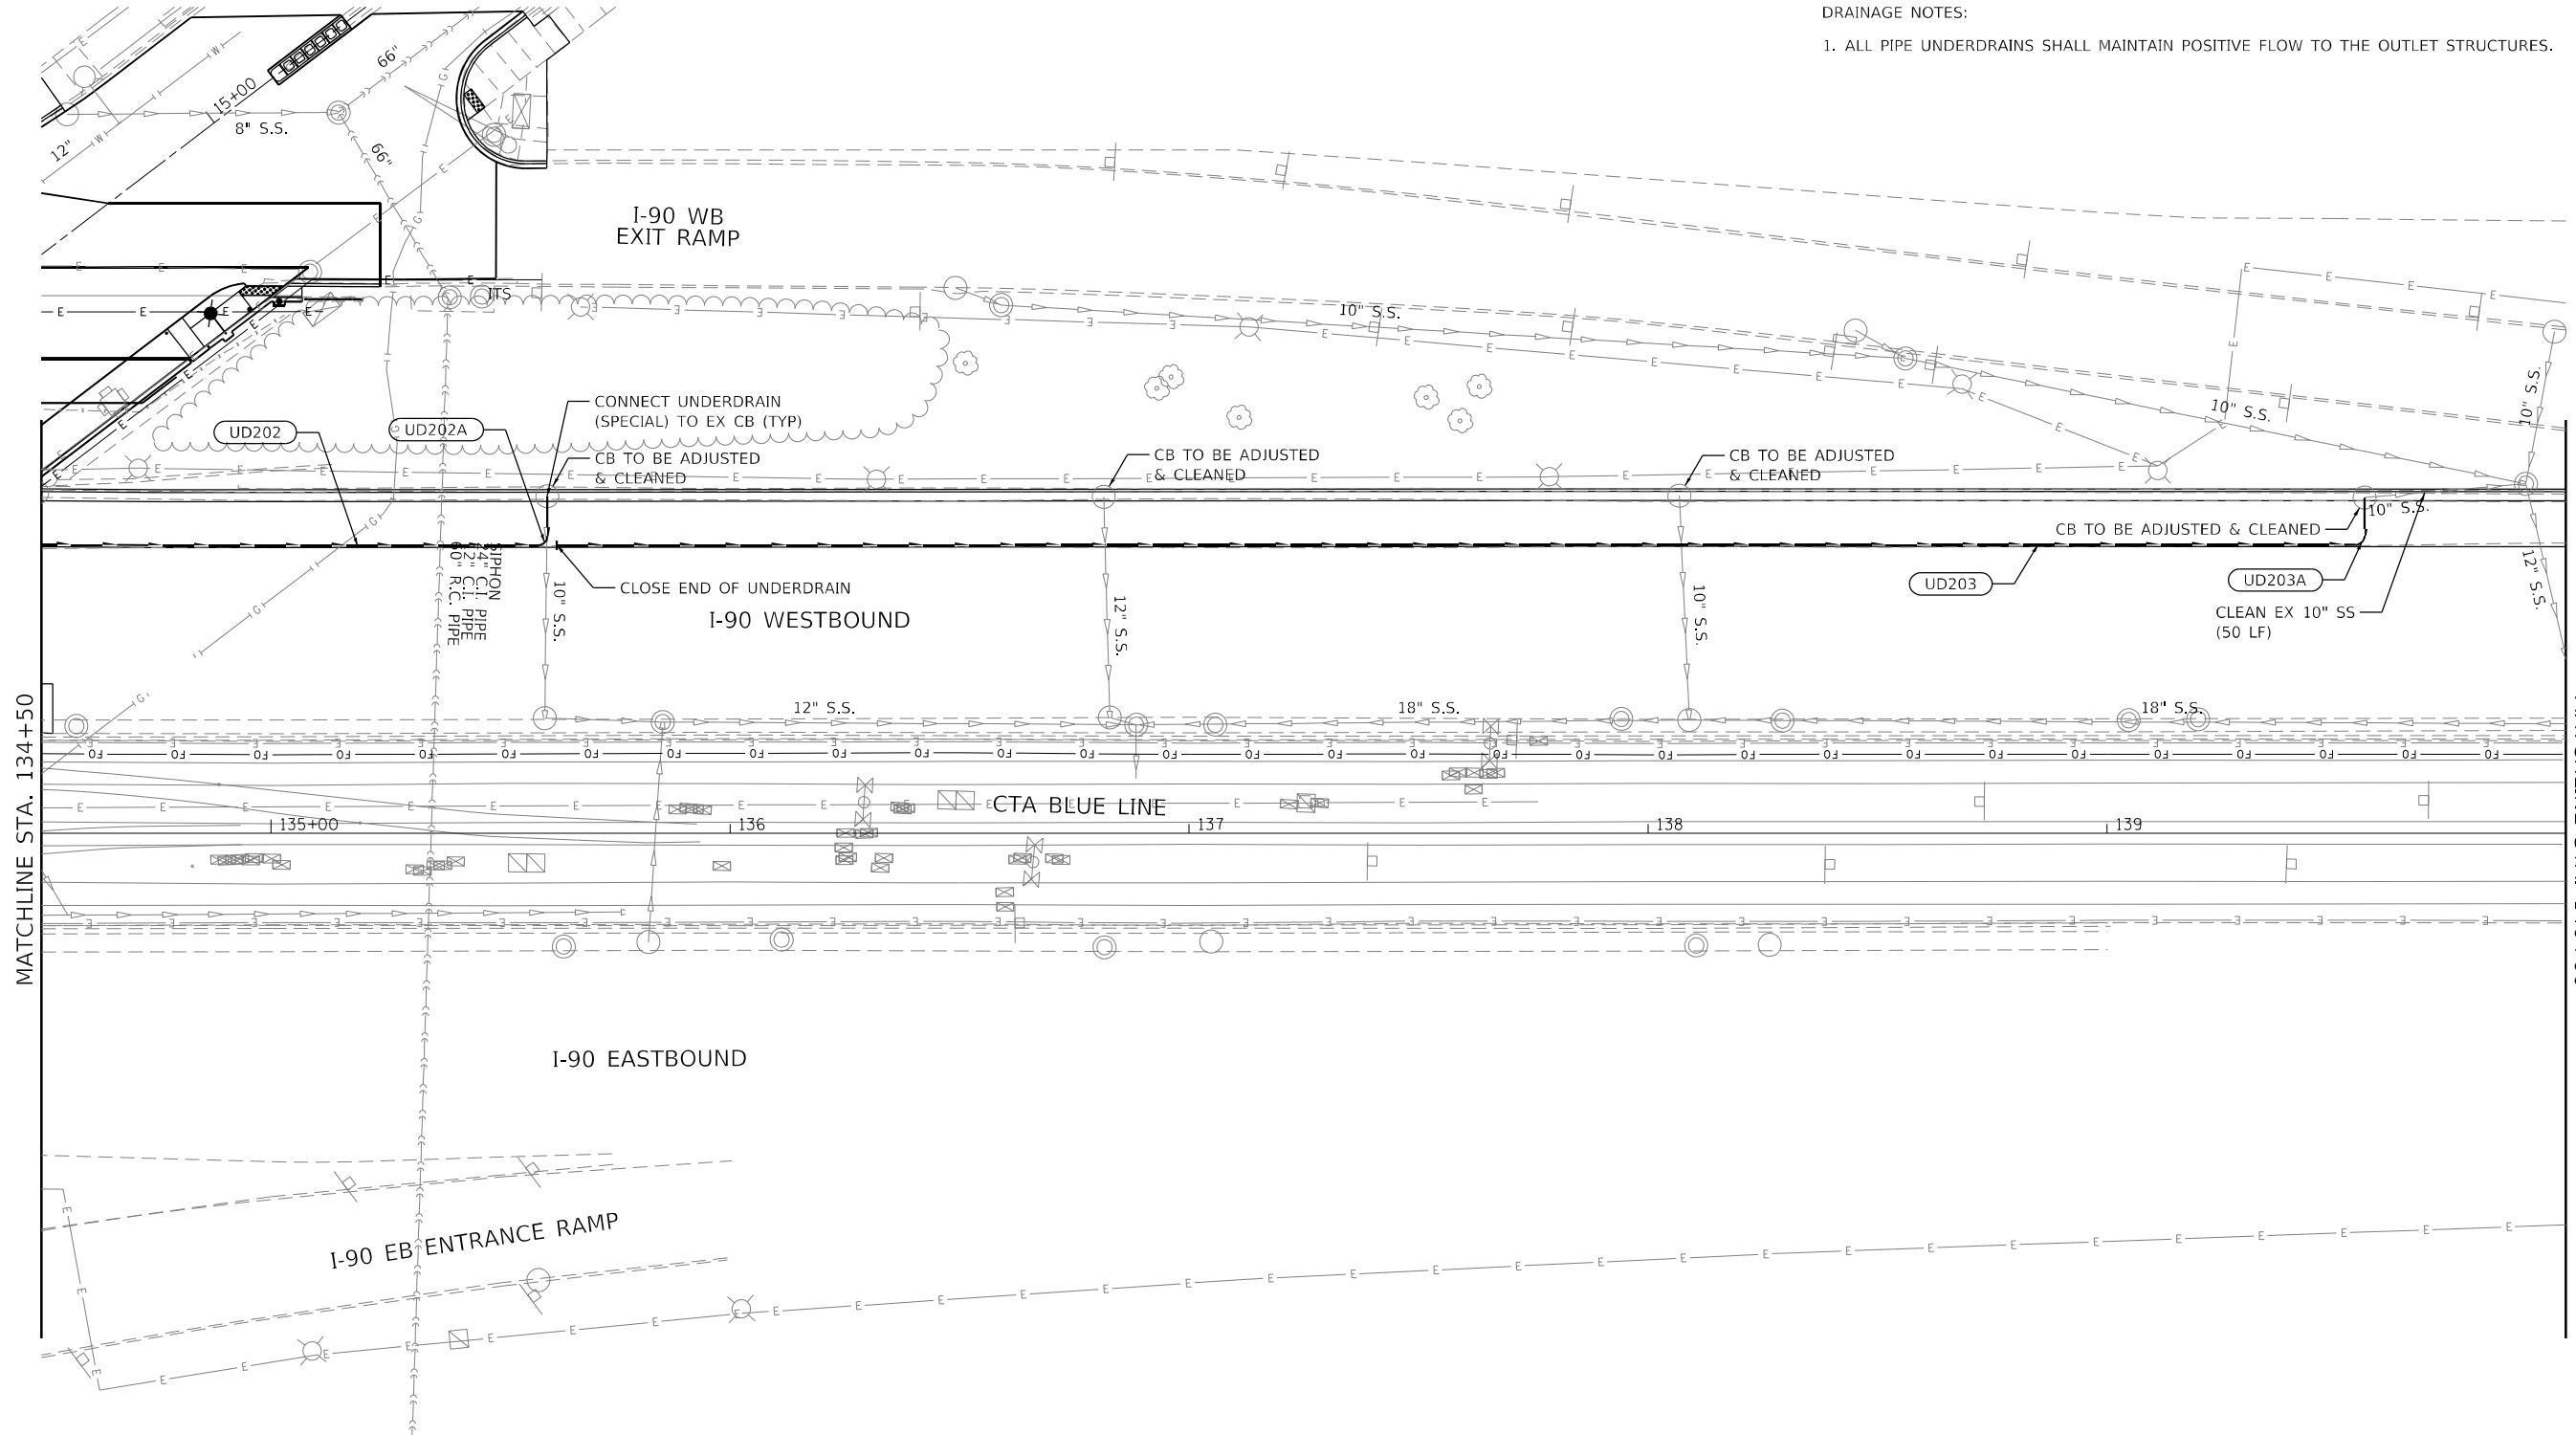 DRAINAGE NOTES:
1. ALL PIPE UNDERDRAINS SHALL MAINTAIN POSITIVE FLOW TO THE OUTLET STRUCTURES.
66"
15+00
8" S.S.
12"
66"
I-90 WB
EXIT RAMP
ITS
10" S.S.
10" S.S.
10" S.S.
CONNECT UNDERDRAIN
(SPECIAL) TO EX CB (TYP)
UD202
UD202A
CB TO BE ADJUSTED
& CLEANED
CB TO BE ADJUSTED
& CLEANED
CB TO BE ADJUSTED
& CLEANED
10" S.S.
CB TO BE ADJUSTED & CLEANED
SIPHON
54" C.I. PIPE
42" C.I. PIPE
60" R.C. PIPE
CLOSE END OF UNDERDRAIN
10" S.S.
12" S.S.
10" S.S.
12" S.S.
UD203
UD203A
CLEAN EX 10" SS
(50 LF)
I-90 WESTBOUND
12" S.S.
18" S.S.
18" S.S.
MATCHLINE STA. 134+50
CTA BLUE LINE
135+00
136
137
138
139
I-90 EASTBOUND
I-90 EB ENTRANCE RAMP